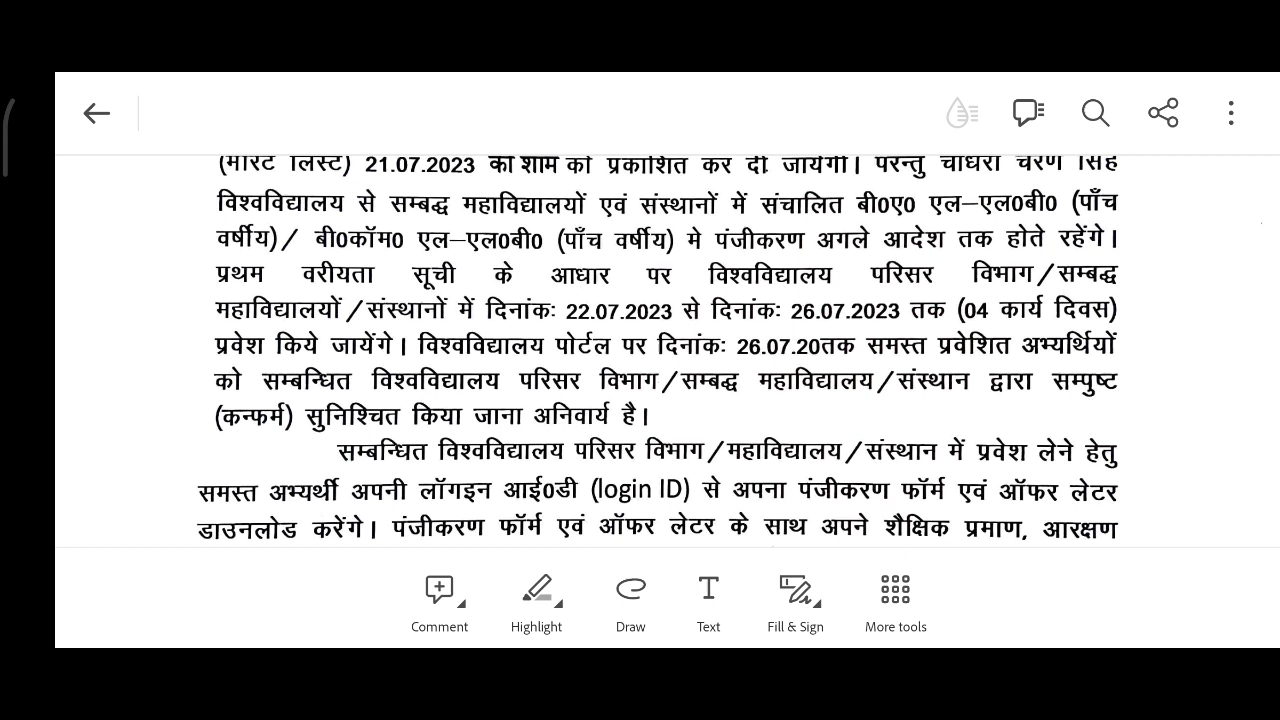 (मेरिट लिस्ट) 21.07.2023 को शाम को प्रकाशित कर दी जायेगी। परन्तु चौधरी चरण सिंह
विश्वविद्यालय से सम्बद्ध महाविद्यालयों एवं संस्थानों में संचालित बी0ए0 एल–एल0बी0 (पाँच
वर्षीय)/ बी0कॉम0 एल–एल0बी0 (पाँच वर्षीय) मे पंजीकरण अगले आदेश तक होते रहेंगे।
प्रथम वरीयता सूची के आधार पर विश्वविद्यालय परिसर विभाग/सम्बद्ध
महाविद्यालयों/संस्थानों में दिनांकः 22.07.2023 से दिनांकः 26.07.2023 तक (04 कार्य दिवस)
प्रवेश किये जायेंगे। विश्वविद्यालय पोर्टल पर दिनांकः 26.07.20तक समस्त प्रवेशित अभ्यर्थियों
को सम्बन्धित विश्वविद्यालय परिसर विभाग/सम्बद्ध महाविद्यालय/संस्थान द्वारा सम्पुष्ट
(कन्फर्म) सुनिश्चित किया जाना अनिवार्य है।
सम्बन्धित विश्वविद्यालय परिसर विभाग/महाविद्यालय/संस्थान में प्रवेश लेने हेतु
समस्त अभ्यर्थी अपनी लॉगइन आई0डी (login ID) से अपना पंजीकरण फॉर्म एवं ऑफर लेटर
डाउनलोड करेंगे। पंजीकरण फॉर्म एवं ऑफर लेटर के साथ अपने शैक्षिक प्रमाण, आरक्षण
Comment Highlight Draw Text Fill & Sign More tools